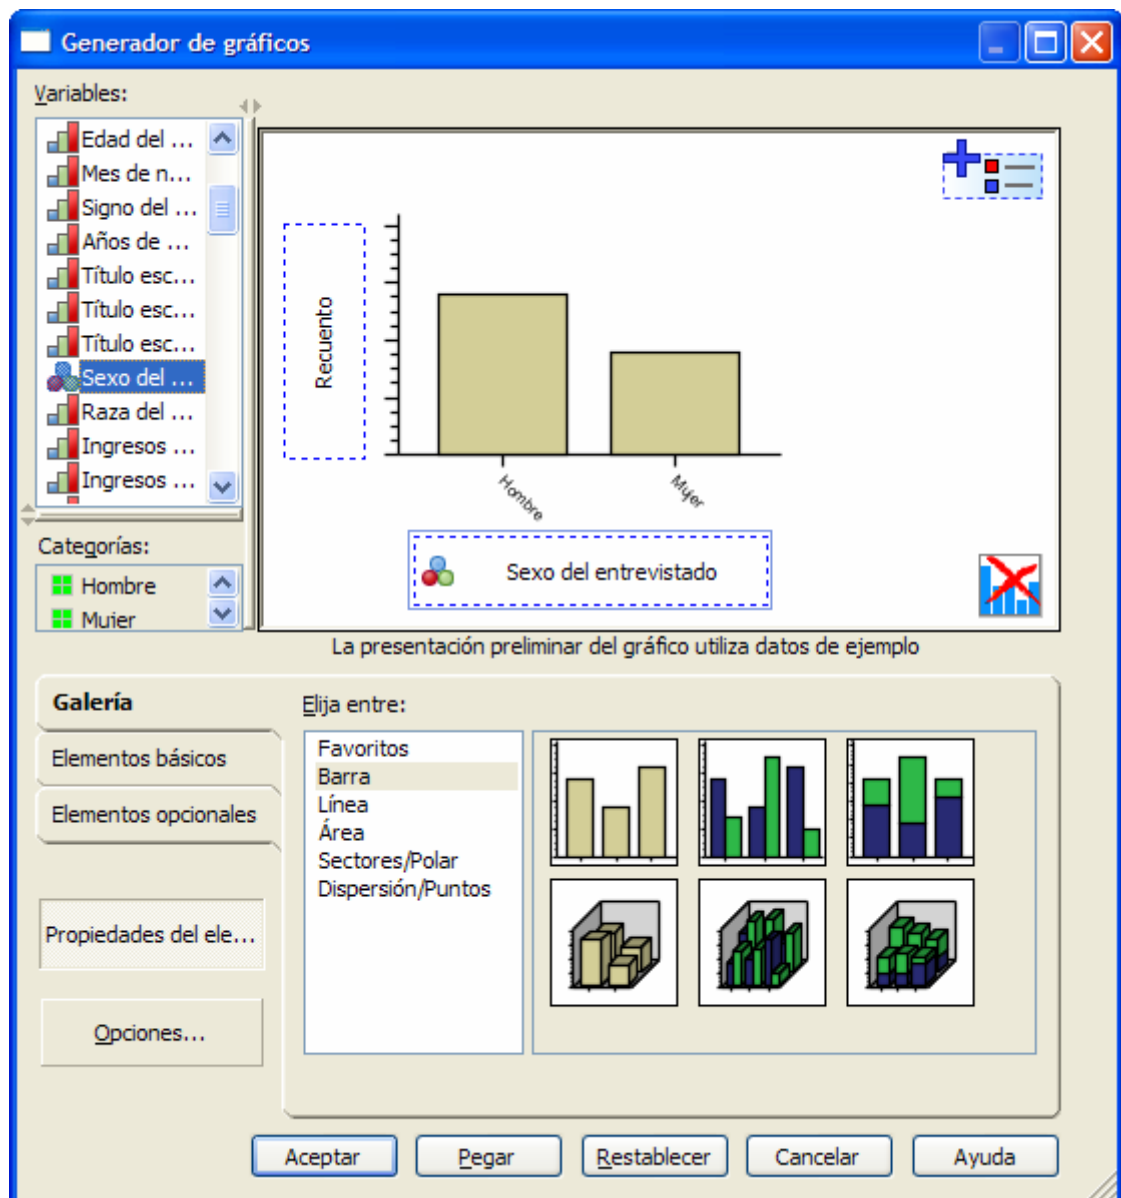 Generador de gráficos
Variables:
Edad del ...
Mes de n...
Signo del ...
Años de ...
Título esc...
Título esc...
Título esc...
Sexo del ...
Raza del ...
Ingresos ...
Ingresos ...
Categorías:
Hombre
Mujer
Recuento
Hombre
Mujer
Sexo del entrevistado
La presentación preliminar del gráfico utiliza datos de ejemplo
Galería
Elementos básicos
Elementos opcionales
Propiedades del ele...
Opciones...
Elija entre:
Favoritos
Barra
Línea
Área
Sectores/Polar
Dispersión/Puntos
Aceptar
Pegar
Restablecer
Cancelar
Ayuda